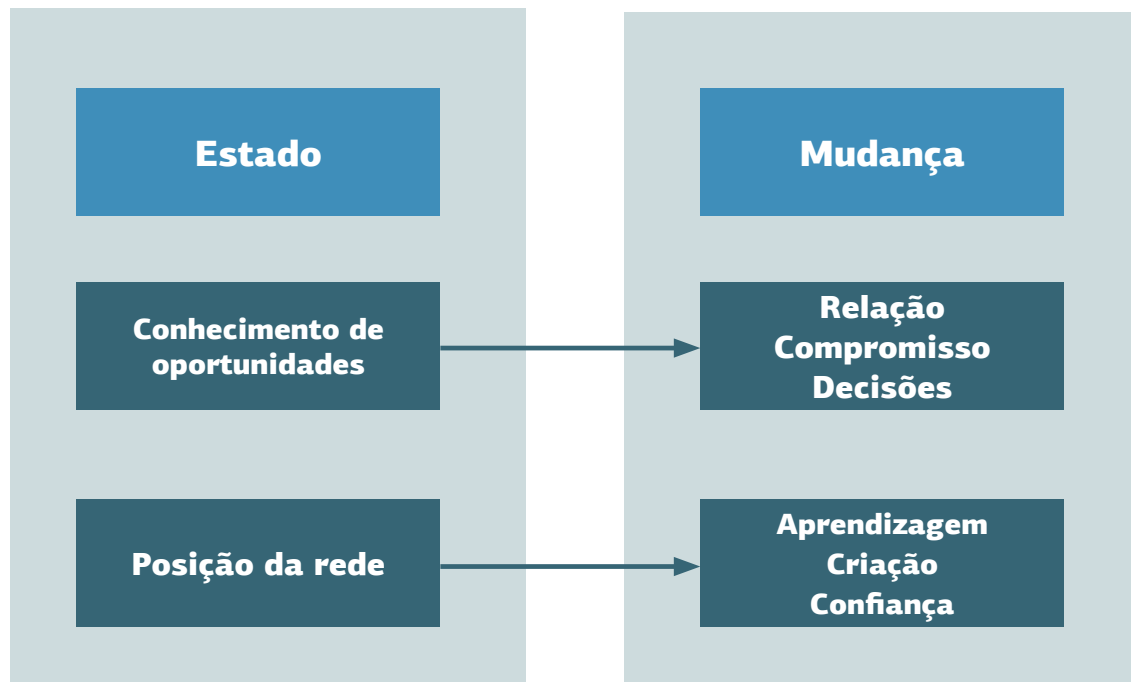 Estado
Mudança
Conhecimento de
oportunidades
Relação
Compromisso
Decisões
Posição da rede
Aprendizagem
Criação
Confiança